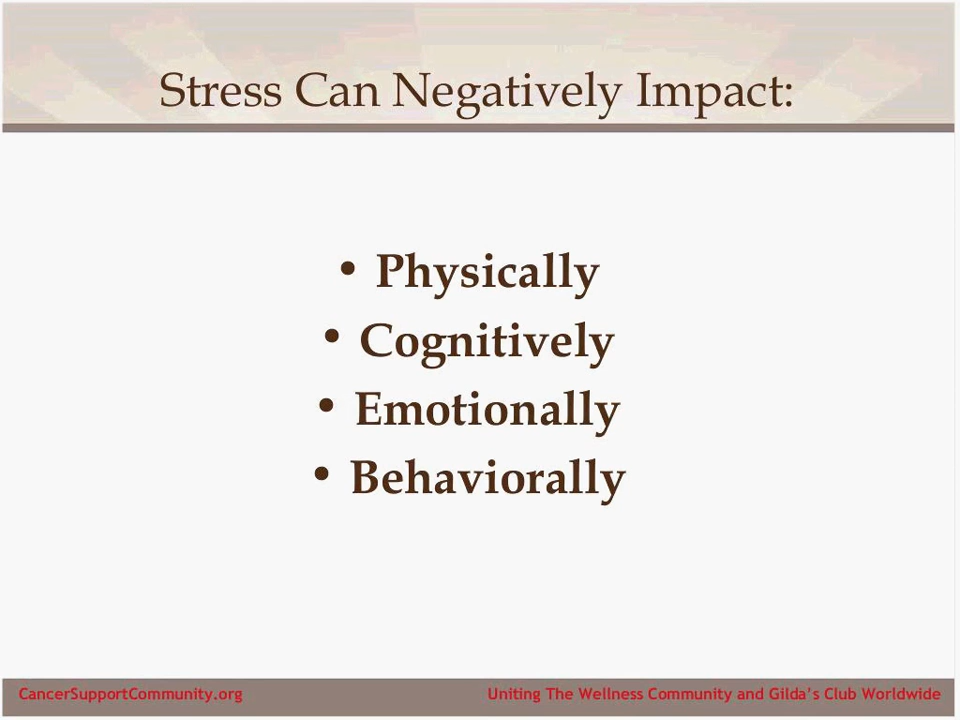 Stress Can Negatively Impact:
• Physically
• Cognitively
• Emotionally
• Behaviorally
CancerSupportCommunity.org Uniting The Wellness Community and Gilda’s Club Worldwide